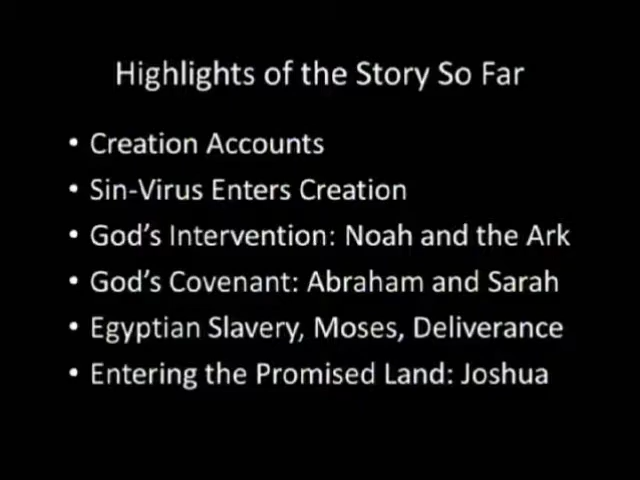 Highlights of the Story So Far
• Creation Accounts
• Sin-Virus Enters Creation
• God’s Intervention: Noah and the Ark
• God’s Covenant: Abraham and Sarah
• Egyptian Slavery, Moses, Deliverance
• Entering the Promised Land: Joshua